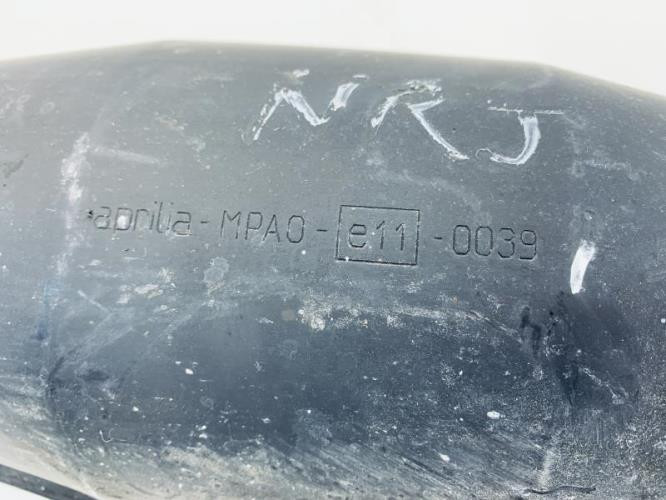 NRJ
aprilia - MPA0 - e11 - 0039